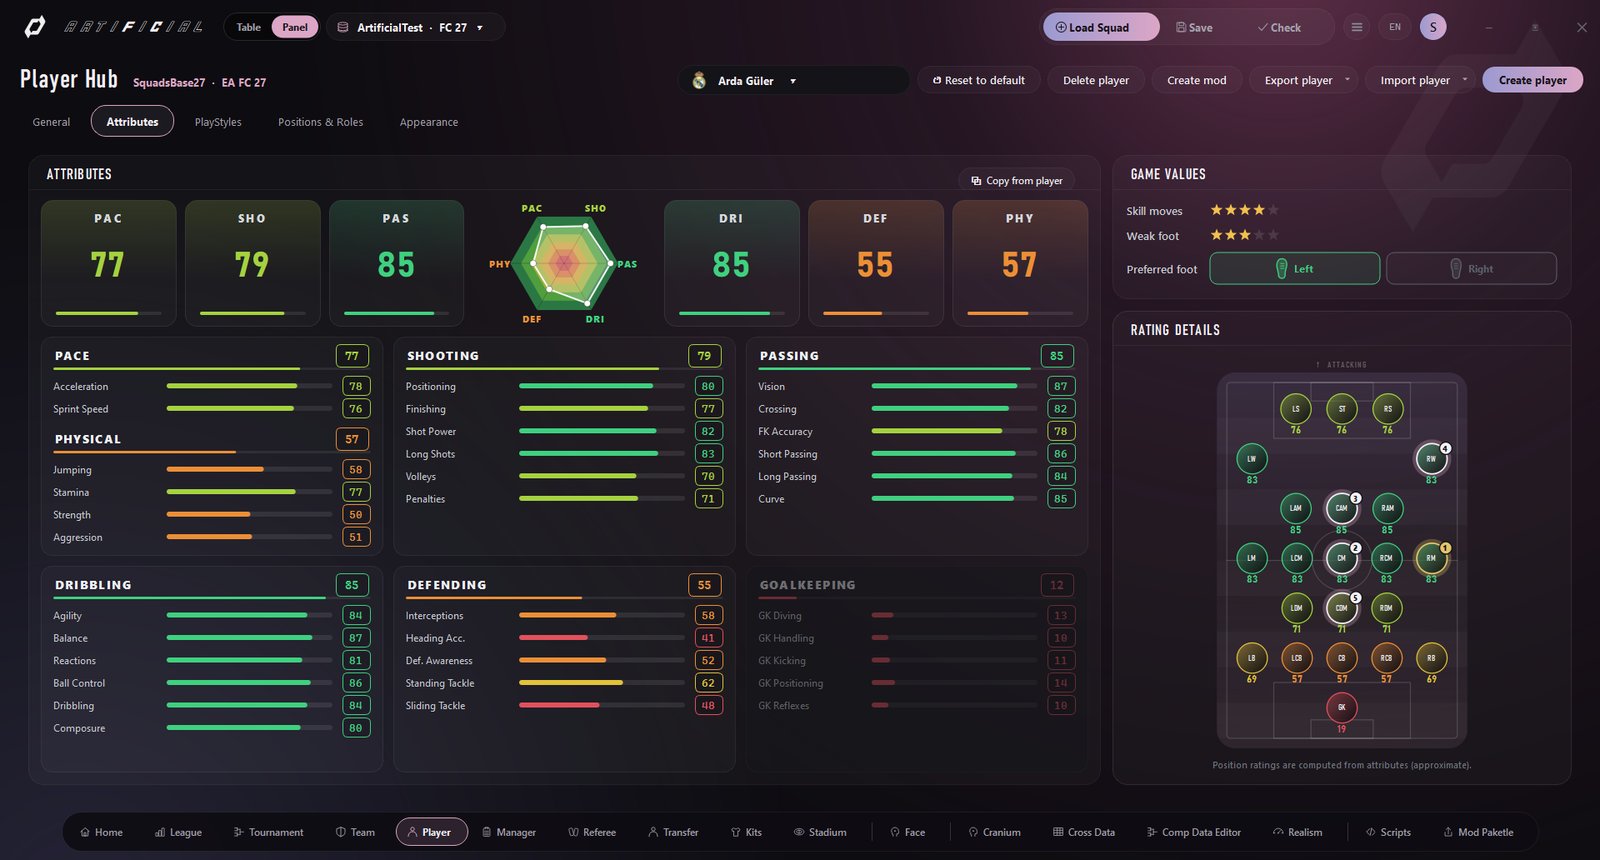 ARTIFICIAL
Table
Panel
ArtificialTest · FC 27
Load Squad
Save
Check
EN
S
Player Hub
SquadsBase27 · EA FC 27
Arda Güler
Reset to default
Delete player
Create mod
Export player
Import player
Create player
General
Attributes
PlayStyles
Positions & Roles
Appearance
ATTRIBUTES
Copy from player
PAC
77
SHO
79
PAS
85
PAC
SHO
PHY
PAS
DEF
DRI
DRI
85
DEF
55
PHY
57
PACE 77
Acceleration 78
Sprint Speed 76
PHYSICAL 57
Jumping 58
Stamina 77
Strength 50
Aggression 51
SHOOTING 79
Positioning 80
Finishing 77
Shot Power 82
Long Shots 83
Volleys 70
Penalties 71
PASSING 85
Vision 87
Crossing 82
FK Accuracy 78
Short Passing 86
Long Passing 84
Curve 85
DRIBBLING 85
Agility 84
Balance 87
Reactions 81
Ball Control 86
Dribbling 84
Composure 80
DEFENDING 55
Interceptions 58
Heading Acc. 41
Def. Awareness 52
Standing Tackle 62
Sliding Tackle 48
GOALKEEPING 12
GK Diving 13
GK Handling 10
GK Kicking 11
GK Positioning 14
GK Reflexes 10
GAME VALUES
Skill moves
Weak foot
Preferred foot
Left
Right
RATING DETAILS
↑ ATTACKING
LS ST RS
76 76 76
LW RW 4
83 83
LAM CAM 3 RAM
85 85 85
LM LCM CM 2 RCM RM 1
83 83 83 83 83
LDM CDM 5 RDM
71 71 71
LB LCB CB RCB RB
69 57 57 57 69
GK
19
Position ratings are computed from attributes (approximate).
Home
League
Tournament
Team
Player
Manager
Referee
Transfer
Kits
Stadium
Face
Cranium
Cross Data
Comp Data Editor
Realism
Scripts
Mod Paketle